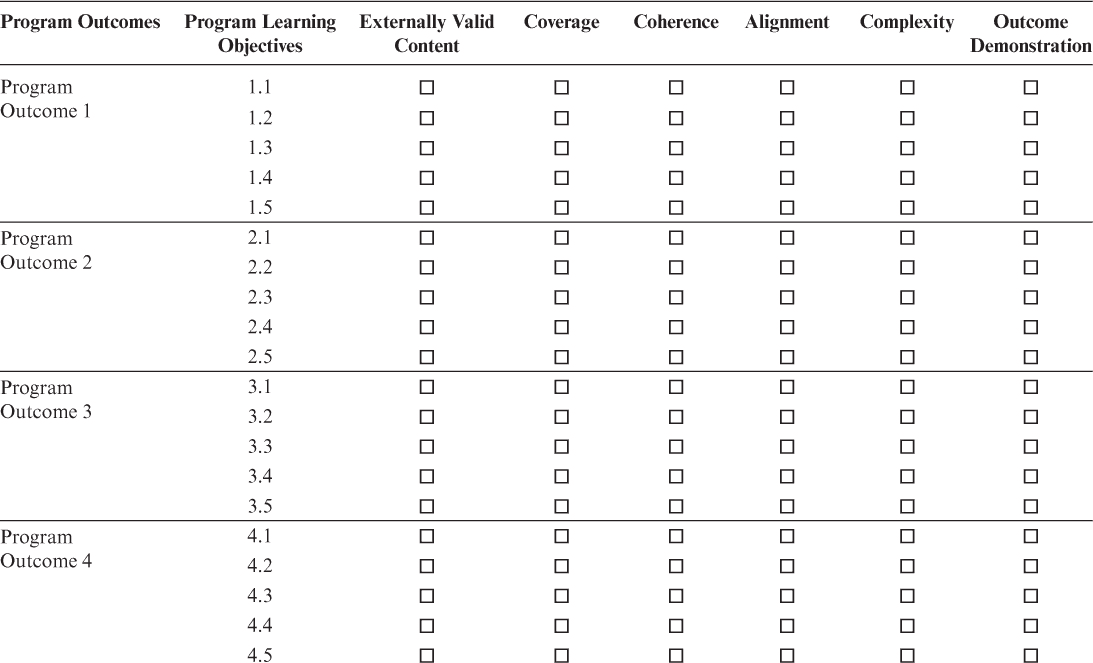 Program Outcomes Program Learning Objectives Externally Valid Content Coverage Coherence Alignment Complexity Outcome Demonstration
Program Outcome 1 1.1 ☐ ☐ ☐ ☐ ☐ ☐
1.2 ☐ ☐ ☐ ☐ ☐ ☐
1.3 ☐ ☐ ☐ ☐ ☐ ☐
1.4 ☐ ☐ ☐ ☐ ☐ ☐
1.5 ☐ ☐ ☐ ☐ ☐ ☐
Program Outcome 2 2.1 ☐ ☐ ☐ ☐ ☐ ☐
2.2 ☐ ☐ ☐ ☐ ☐ ☐
2.3 ☐ ☐ ☐ ☐ ☐ ☐
2.4 ☐ ☐ ☐ ☐ ☐ ☐
2.5 ☐ ☐ ☐ ☐ ☐ ☐
Program Outcome 3 3.1 ☐ ☐ ☐ ☐ ☐ ☐
3.2 ☐ ☐ ☐ ☐ ☐ ☐
3.3 ☐ ☐ ☐ ☐ ☐ ☐
3.4 ☐ ☐ ☐ ☐ ☐ ☐
3.5 ☐ ☐ ☐ ☐ ☐ ☐
Program Outcome 4 4.1 ☐ ☐ ☐ ☐ ☐ ☐
4.2 ☐ ☐ ☐ ☐ ☐ ☐
4.3 ☐ ☐ ☐ ☐ ☐ ☐
4.4 ☐ ☐ ☐ ☐ ☐ ☐
4.5 ☐ ☐ ☐ ☐ ☐ ☐